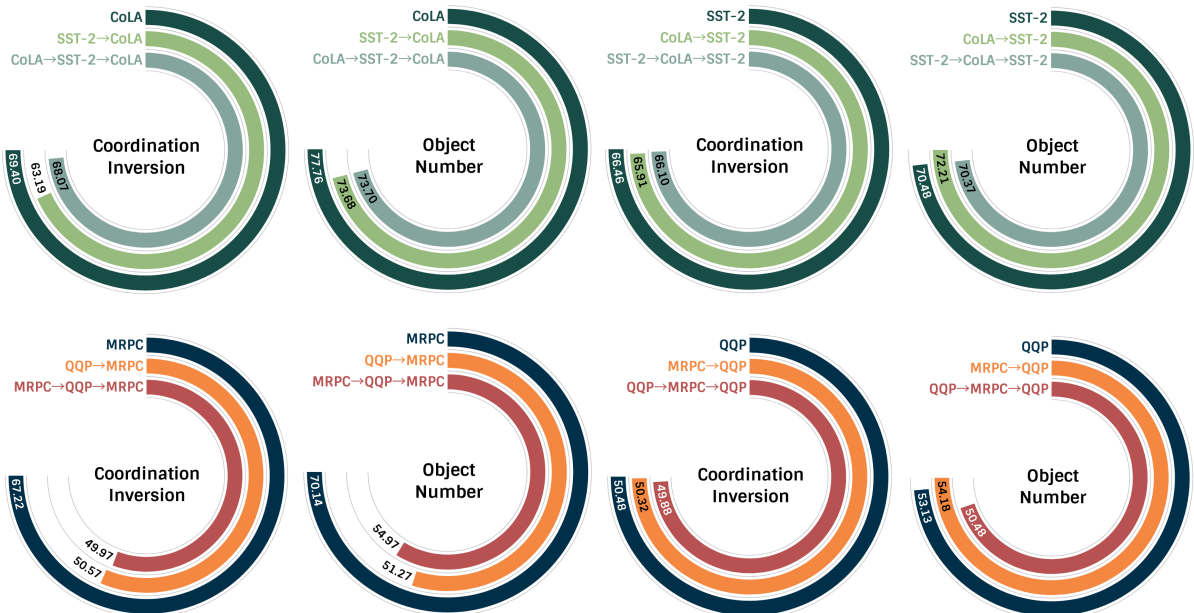 CoLA
SST-2→CoLA
CoLA→SST-2→CoLA
Coordination
Inversion
69.40
63.19
68.07
CoLA
SST-2→CoLA
CoLA→SST-2→CoLA
Object
Number
77.76
73.68
73.70
SST-2
CoLA→SST-2
SST-2→CoLA→SST-2
Coordination
Inversion
66.46
65.91
66.10
SST-2
CoLA→SST-2
SST-2→CoLA→SST-2
Object
Number
70.48
72.21
70.37
MRPC
QQP→MRPC
MRPC→QQP→MRPC
Coordination
Inversion
67.22
50.57
49.97
MRPC
QQP→MRPC
MRPC→QQP→MRPC
Object
Number
70.14
51.27
54.97
QQP
MRPC→QQP
QQP→MRPC→QQP
Coordination
Inversion
50.48
50.32
49.88
QQP
MRPC→QQP
QQP→MRPC→QQP
Object
Number
53.13
54.18
50.48